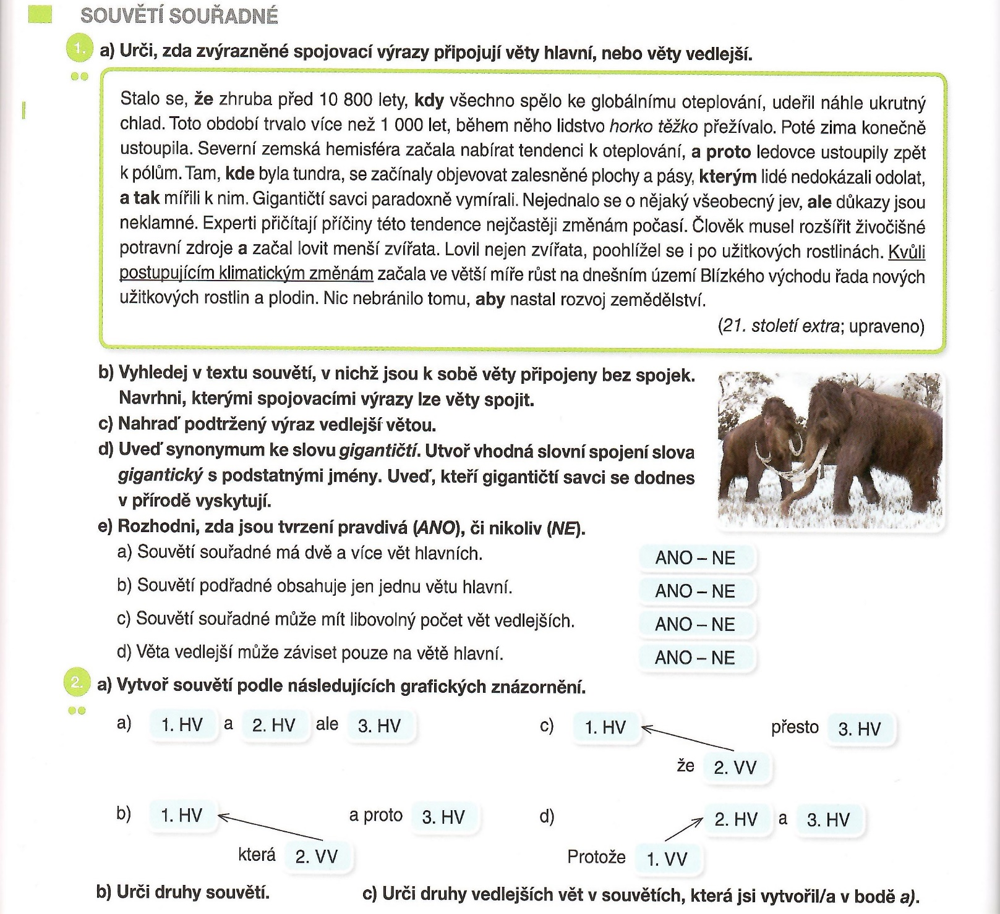 SOUVĚTÍ SOUŘADNÉ
1. a) Urči, zda zvýrazněné spojovací výrazy připojují věty hlavní, nebo věty vedlejší.
Stalo se, že zhruba před 10 800 lety, kdy všechno spělo ke globálnímu oteplování, udeřil náhle ukrutný
chlad. Toto období trvalo více než 1 000 let, během něho lidstvo horko těžko přežívalo. Poté zima konečně
ustoupila. Severní zemská hemisféra začala nabírat tendenci k oteplování, a proto ledovce ustoupily zpět
k pólům. Tam, kde byla tundra, se začínaly objevovat zalesněné plochy a pásy, kterým lidé nedokázali odolat,
a tak mířili k nim. Gigantičtí savci paradoxně vymírali. Nejednalo se o nějaký všeobecný jev, ale důkazy jsou
neklamné. Experti přičítají příčiny této tendence nejčastěji změnám počasí. Člověk musel rozšířit živočišné
potravní zdroje a začal lovit menší zvířata. Lovil nejen zvířata, poohlížel se i po užitkových rostlinách. Kvůli
postupujícím klimatickým změnám začala ve větší míře růst na dnešním území Blízkého východu řada nových
užitkových rostlin a plodin. Nic nebránilo tomu, aby nastal rozvoj zemědělství.
(21. století extra; upraveno)
b) Vyhledej v textu souvětí, v nichž jsou k sobě věty připojeny bez spojek.
Navrhni, kterými spojovacími výrazy lze věty spojit.
c) Nahraď podtržený výraz vedlejší větou.
d) Uveď synonymum ke slovu gigantičtí. Utvoř vhodná slovní spojení slova
gigantický s podstatnými jmény. Uveď, kteří gigantičtí savci se dodnes
v přírodě vyskytují.
e) Rozhodni, zda jsou tvrzení pravdivá (ANO), či nikoliv (NE).
a) Souvětí souřadné má dvě a více vět hlavních. ANO – NE
b) Souvětí podřadné obsahuje jen jednu větu hlavní. ANO – NE
c) Souvětí souřadné může mít libovolný počet vět vedlejších. ANO – NE
d) Věta vedlejší může záviset pouze na větě hlavní. ANO – NE
2. a) Vytvoř souvětí podle následujících grafických znázornění.
a) 1. HV a 2. HV ale 3. HV
c) 1. HV přesto 3. HV
že 2. VV
b) 1. HV a proto 3. HV
která 2. VV
d) 2. HV a 3. HV
Protože 1. VV
b) Urči druhy souvětí.
c) Urči druhy vedlejších vět v souvětích, která jsi vytvořil/a v bodě a).